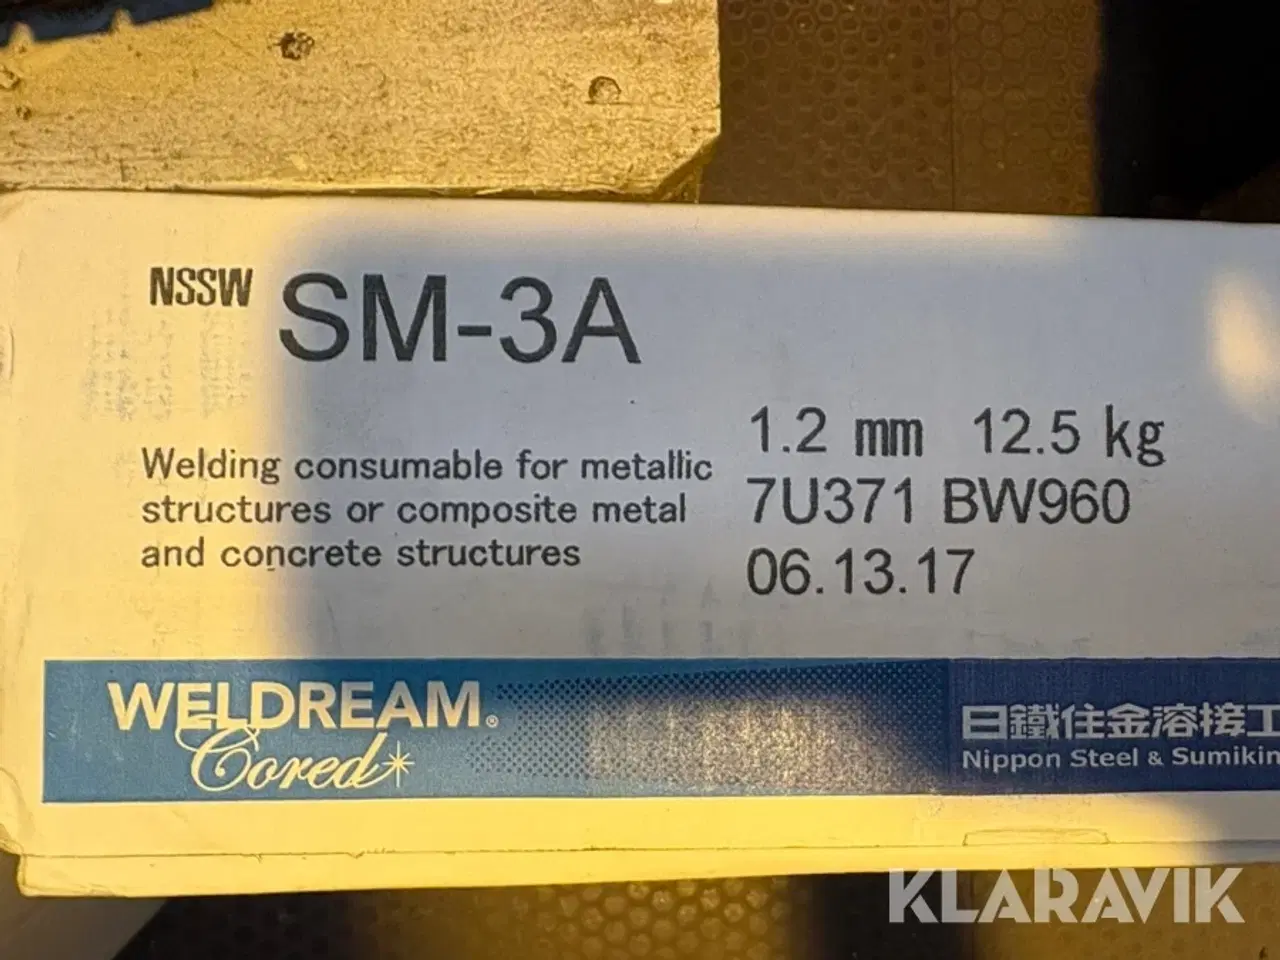 NSSW SM-3A
Welding consumable for metallic
structures or composite metal
and concrete structures
1.2 mm 12.5 kg
7U371 BW960
06.13.17
WELDREAM®
Cored
日鐵住金溶接工
Nippon Steel & Sumikin
KLARAVIK